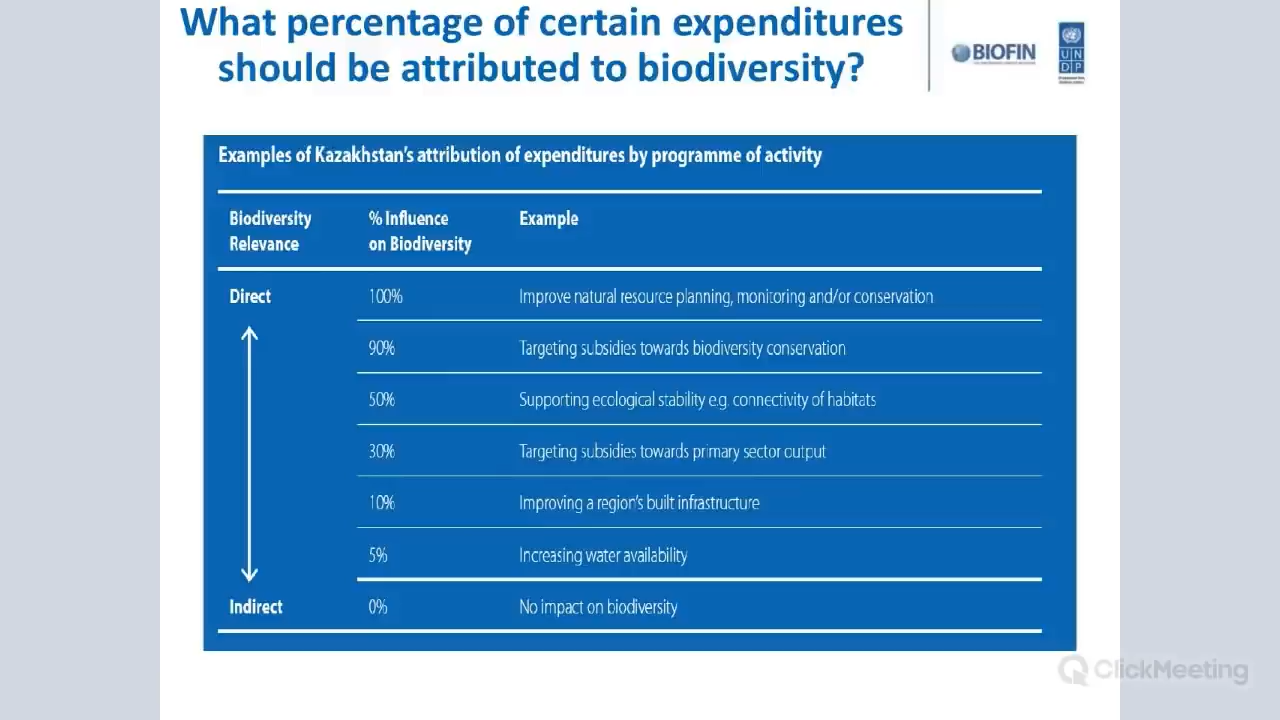 What percentage of certain expenditures
should be attributed to biodiversity?
BIOFIN
U N
D P
Examples of Kazakhstan's attribution of expenditures by programme of activity
Biodiversity Relevance % Influence on Biodiversity Example
Direct 100% Improve natural resource planning, monitoring and/or conservation
90% Targeting subsidies towards biodiversity conservation
50% Supporting ecological stability e.g. connectivity of habitats
30% Targeting subsidies towards primary sector output
10% Improving a region's built infrastructure
5% Increasing water availability
Indirect 0% No impact on biodiversity
ClickMeeting